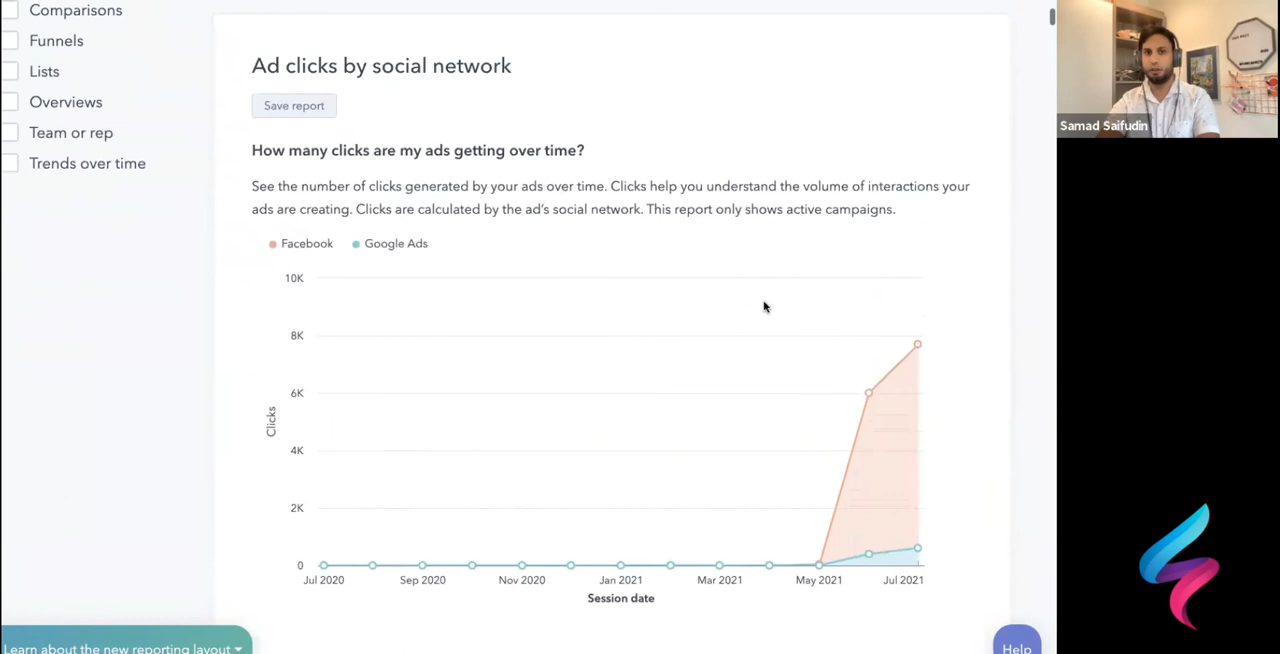 Comparisons
Funnels
Lists
Overviews
Team or rep
Trends over time
Ad clicks by social network
Save report
How many clicks are my ads getting over time?
See the number of clicks generated by your ads over time. Clicks help you understand the volume of interactions your
ads are creating. Clicks are calculated by the ad's social network. This report only shows active campaigns.
Facebook Google Ads
10K
8K
6K
4K
2K
0
Clicks
Jul 2020 Sep 2020 Nov 2020 Jan 2021 Mar 2021 May 2021 Jul 2021
Session date
Learn about the new reporting layout
Help
Samad Saifudin